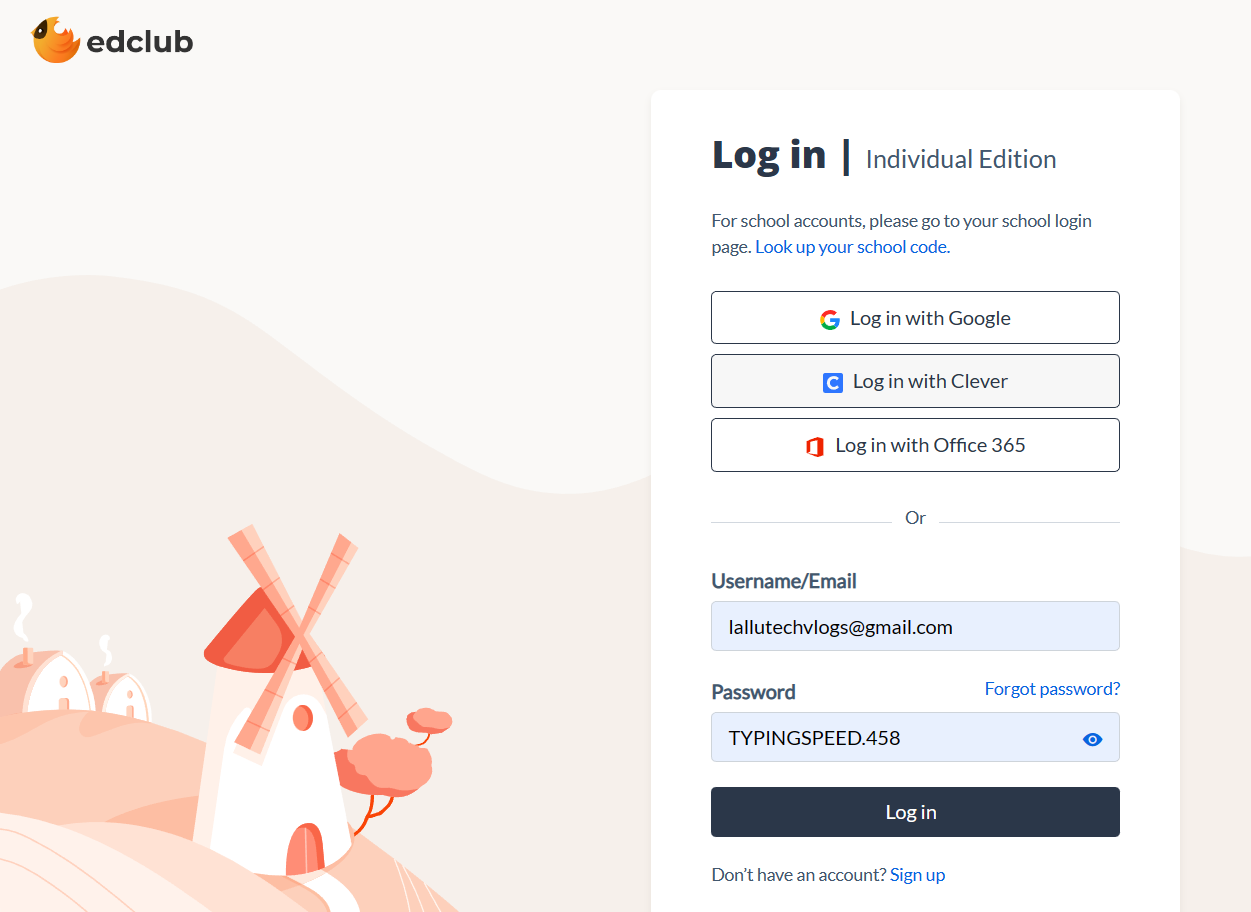 edclub
Log in | Individual Edition
For school accounts, please go to your school login
page. Look up your school code.
Log in with Google
Log in with Clever
Log in with Office 365
Or
Username/Email
lallutechvlogs@gmail.com
Password Forgot password?
TYPINGSPEED.458
Log in
Don’t have an account? Sign up